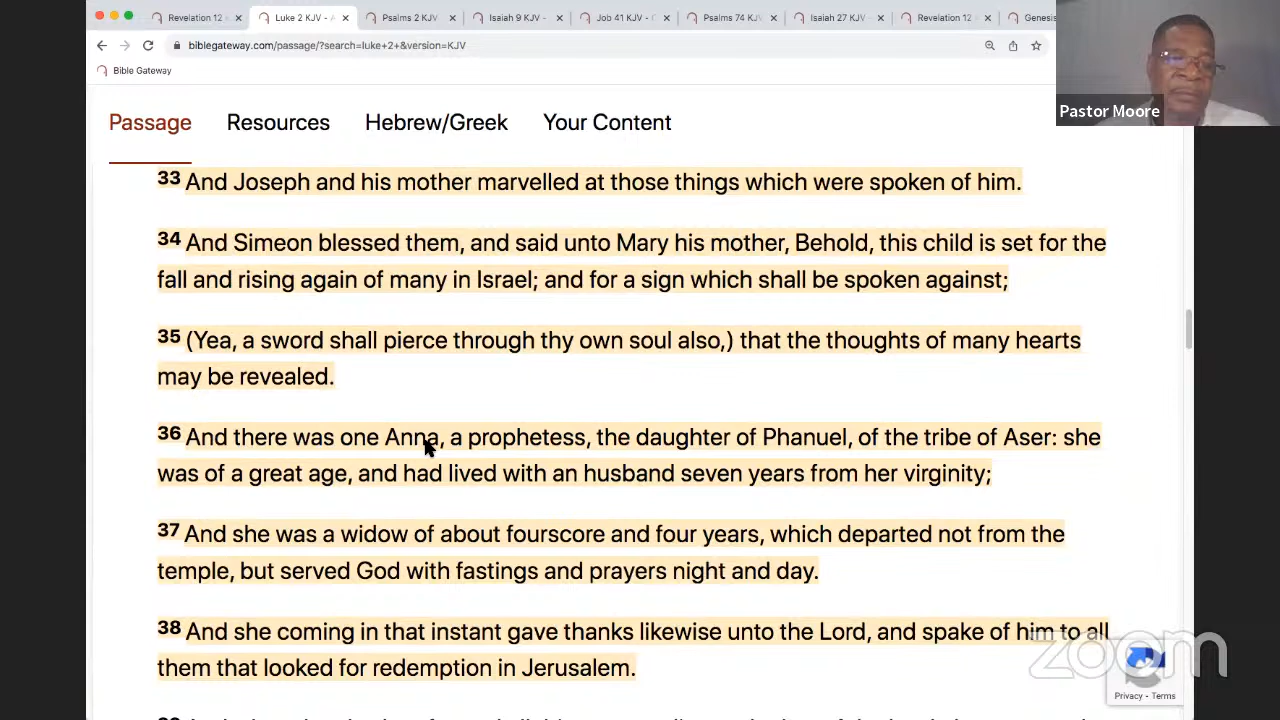 Revelation 12
Luke 2 KJV - A
Psalms 2 KJV
Isaiah 9 KJV -
Job 41 KJV -
Psalms 74 KJV
Isaiah 27 KJV
Revelation 12
Genesis
biblegateway.com/passage/?search=luke+2+&version=KJV
Bible Gateway
Pastor Moore
Passage Resources Hebrew/Greek Your Content
33 And Joseph and his mother marvelled at those things which were spoken of him.
34 And Simeon blessed them, and said unto Mary his mother, Behold, this child is set for the
fall and rising again of many in Israel; and for a sign which shall be spoken against;
35 (Yea, a sword shall pierce through thy own soul also,) that the thoughts of many hearts
may be revealed.
36 And there was one Anna, a prophetess, the daughter of Phanuel, of the tribe of Aser: she
was of a great age, and had lived with an husband seven years from her virginity;
37 And she was a widow of about fourscore and four years, which departed not from the
temple, but served God with fastings and prayers night and day.
38 And she coming in that instant gave thanks likewise unto the Lord, and spake of him to all
them that looked for redemption in Jerusalem.
zoom
Privacy - Terms